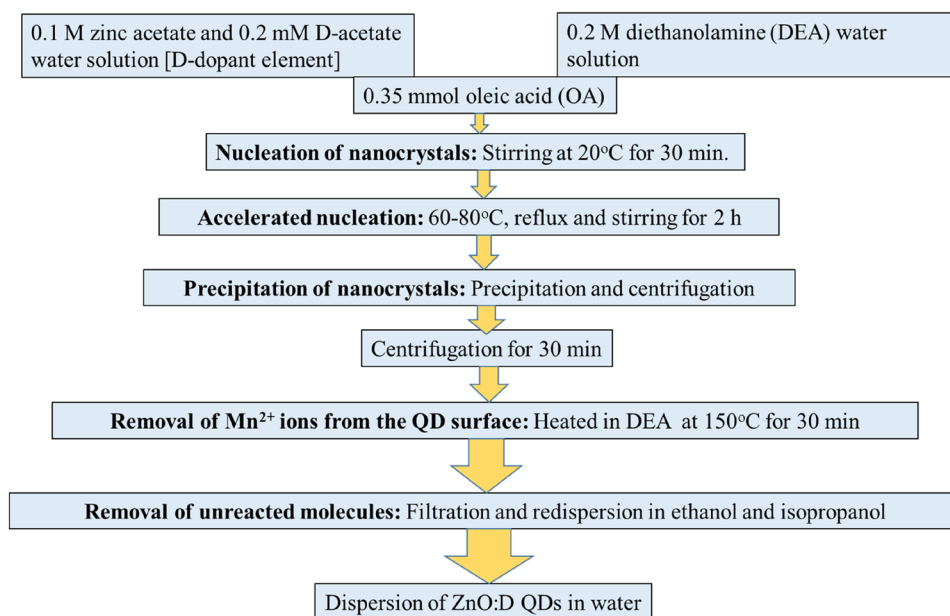 0.1 M zinc acetate and 0.2 mM D-acetate
water solution [D-dopant element]
0.2 M diethanolamine (DEA) water
solution
0.35 mmol oleic acid (OA)
Nucleation of nanocrystals: Stirring at 20°C for 30 min.
Accelerated nucleation: 60-80°C, reflux and stirring for 2 h
Precipitation of nanocrystals: Precipitation and centrifugation
Centrifugation for 30 min
Removal of Mn²⁺ ions from the QD surface: Heated in DEA at 150°C for 30 min
Removal of unreacted molecules: Filtration and redispersion in ethanol and isopropanol
Dispersion of ZnO:D QDs in water